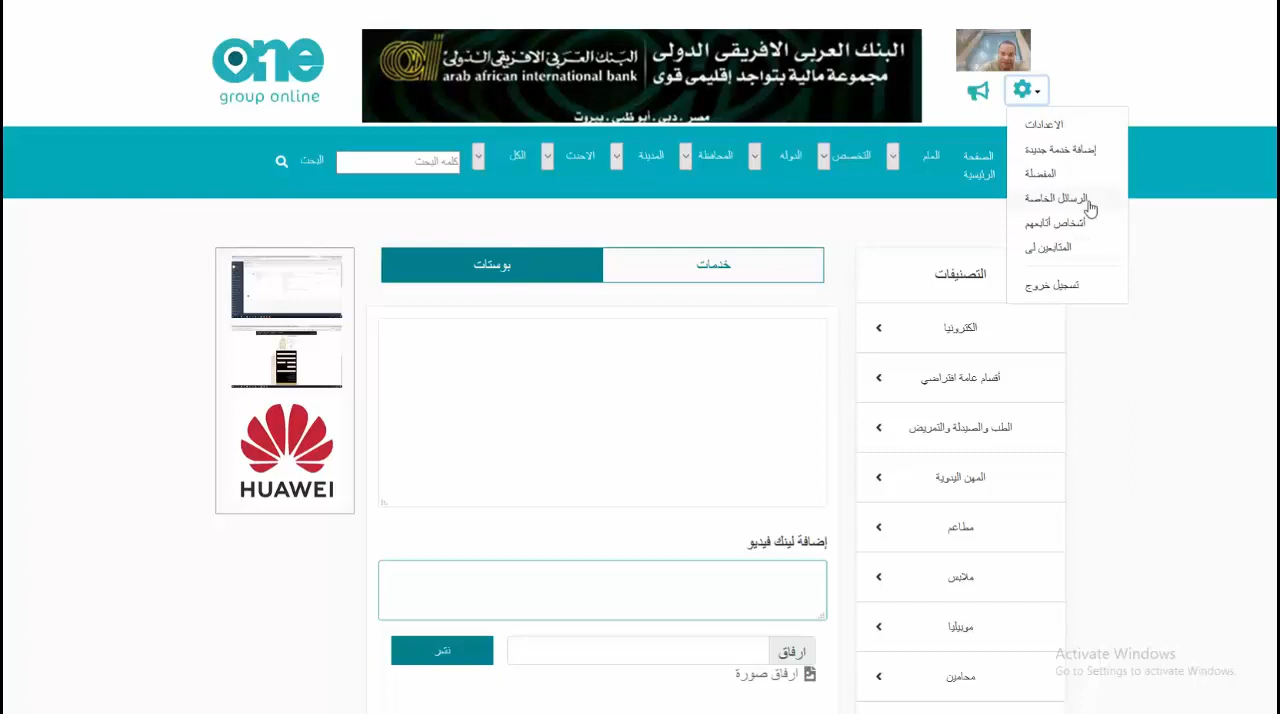 one
group online
البنك العربى الافريقى الدولى
مجموعة مالية بتواجد إقليمى قوى
البنك العربى الافريقى الدولى
arab african international bank
مصر . دبى . أبو ظبى . بيروت
الاعدادات
إضافة خدمة جديدة
المفضلة
الرسائل الخاصة
أشخاص أتابعهم
المتابعين لى
تسجيل خروج
الصفحة
الرئيسية
العام
التخصص
الدوله
المحافظة
المدينة
الاحدث
الكل
كلمه البحث
البحث
خدمات
بوستات
التصنيفات
الكترونيا
أقسام عامة افتراضي
الطب والصيدلة والتمريض
المهن اليدوية
مطاعم
ملابس
موبيليا
محامين
إضافة لينك فيديو
ارفاق
نشر
ارفاق صورة
HUAWEI
Activate Windows
Go to Settings to activate Windows.